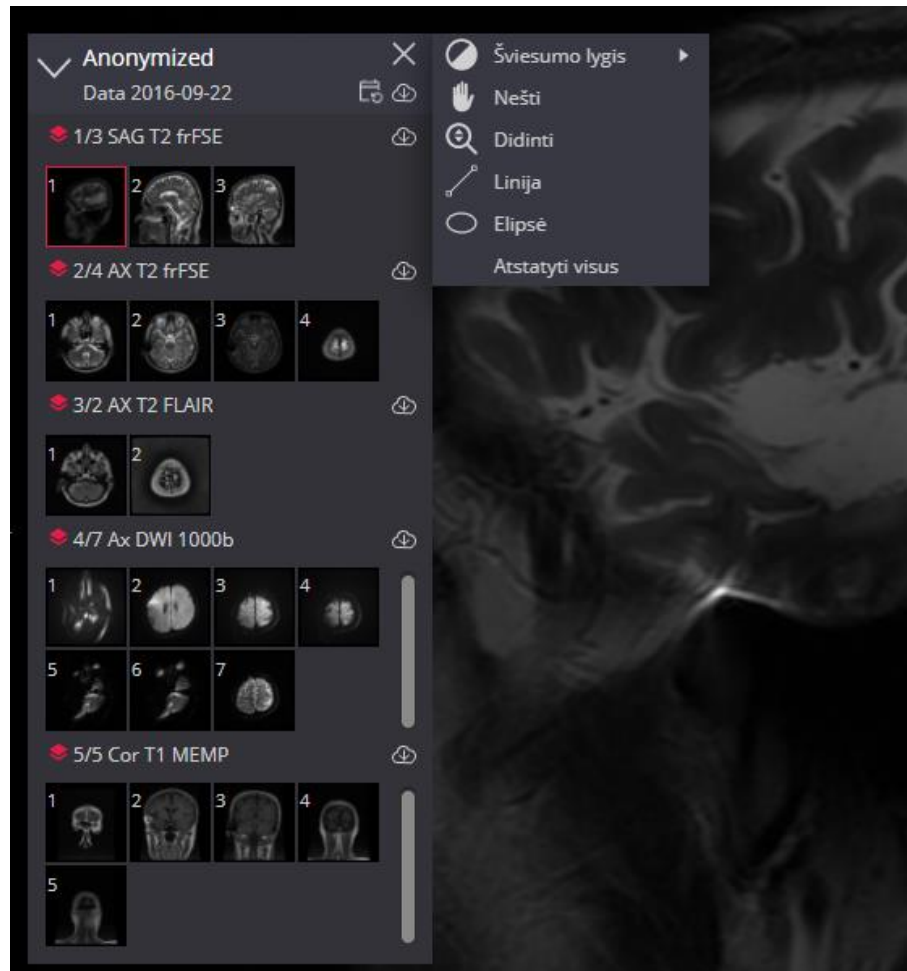 Anonymized
Data 2016-09-22
1/3 SAG T2 frFSE
1 2 3
2/4 AX T2 frFSE
1 2 3 4
3/2 AX T2 FLAIR
1 2
4/7 Ax DWI 1000b
1 2 3 4
5 6 7
5/5 Cor T1 MEMP
1 2 3 4
5
Šviesumo lygis
Nešti
Didinti
Linija
Elipsė
Atstatyti visus